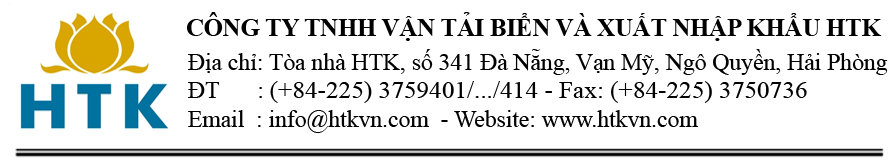 CÔNG TY TNHH VẬN TẢI BIỂN VÀ XUẤT NHẬP KHẨU HTK
Địa chỉ: Tòa nhà HTK, số 341 Đà Nẵng, Vạn Mỹ, Ngô Quyền, Hải Phòng
ĐT : (+84-225) 3759401/.../414 - Fax: (+84-225) 3750736
Email : info@htkvn.com - Website: www.htkvn.com
HTK